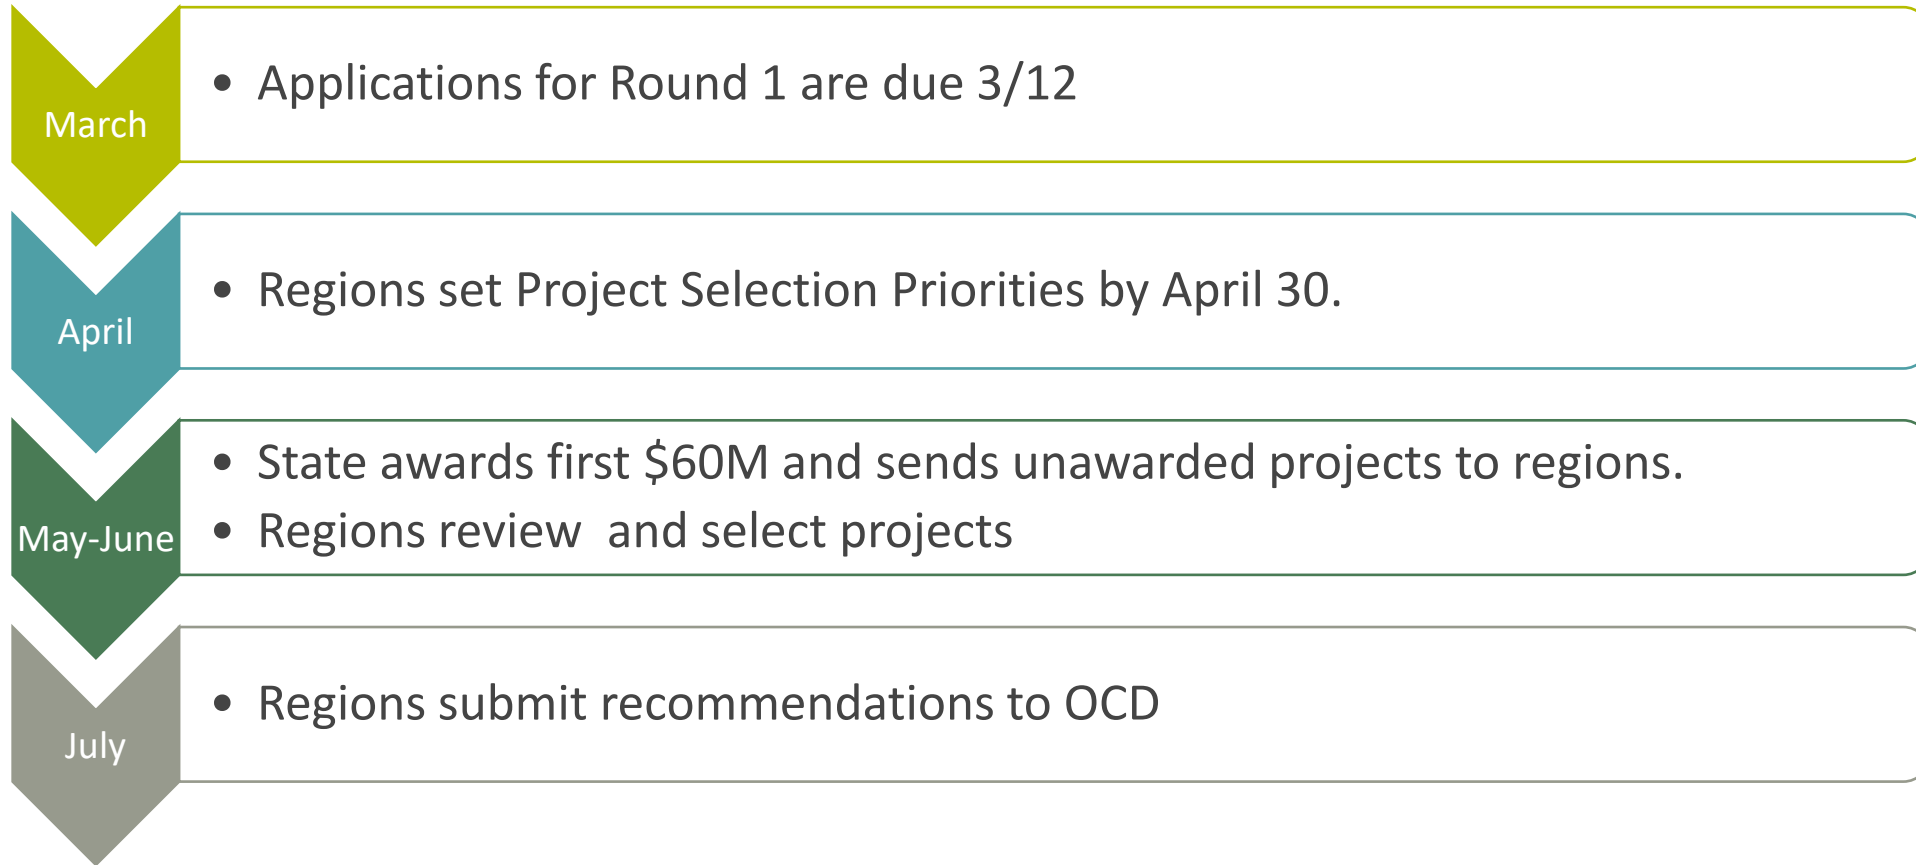 March
• Applications for Round 1 are due 3/12
April
• Regions set Project Selection Priorities by April 30.
May-June
• State awards first $60M and sends unawarded projects to regions.
• Regions review  and select projects
July
• Regions submit recommendations to OCD